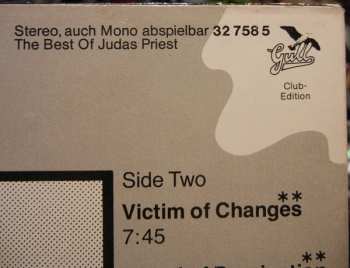 Stereo, auch Mono abspielbar 32 758 5
The Best Of Judas Priest
Gull
Club-
Edition
Side Two
Victim of Changes**
7:45
**